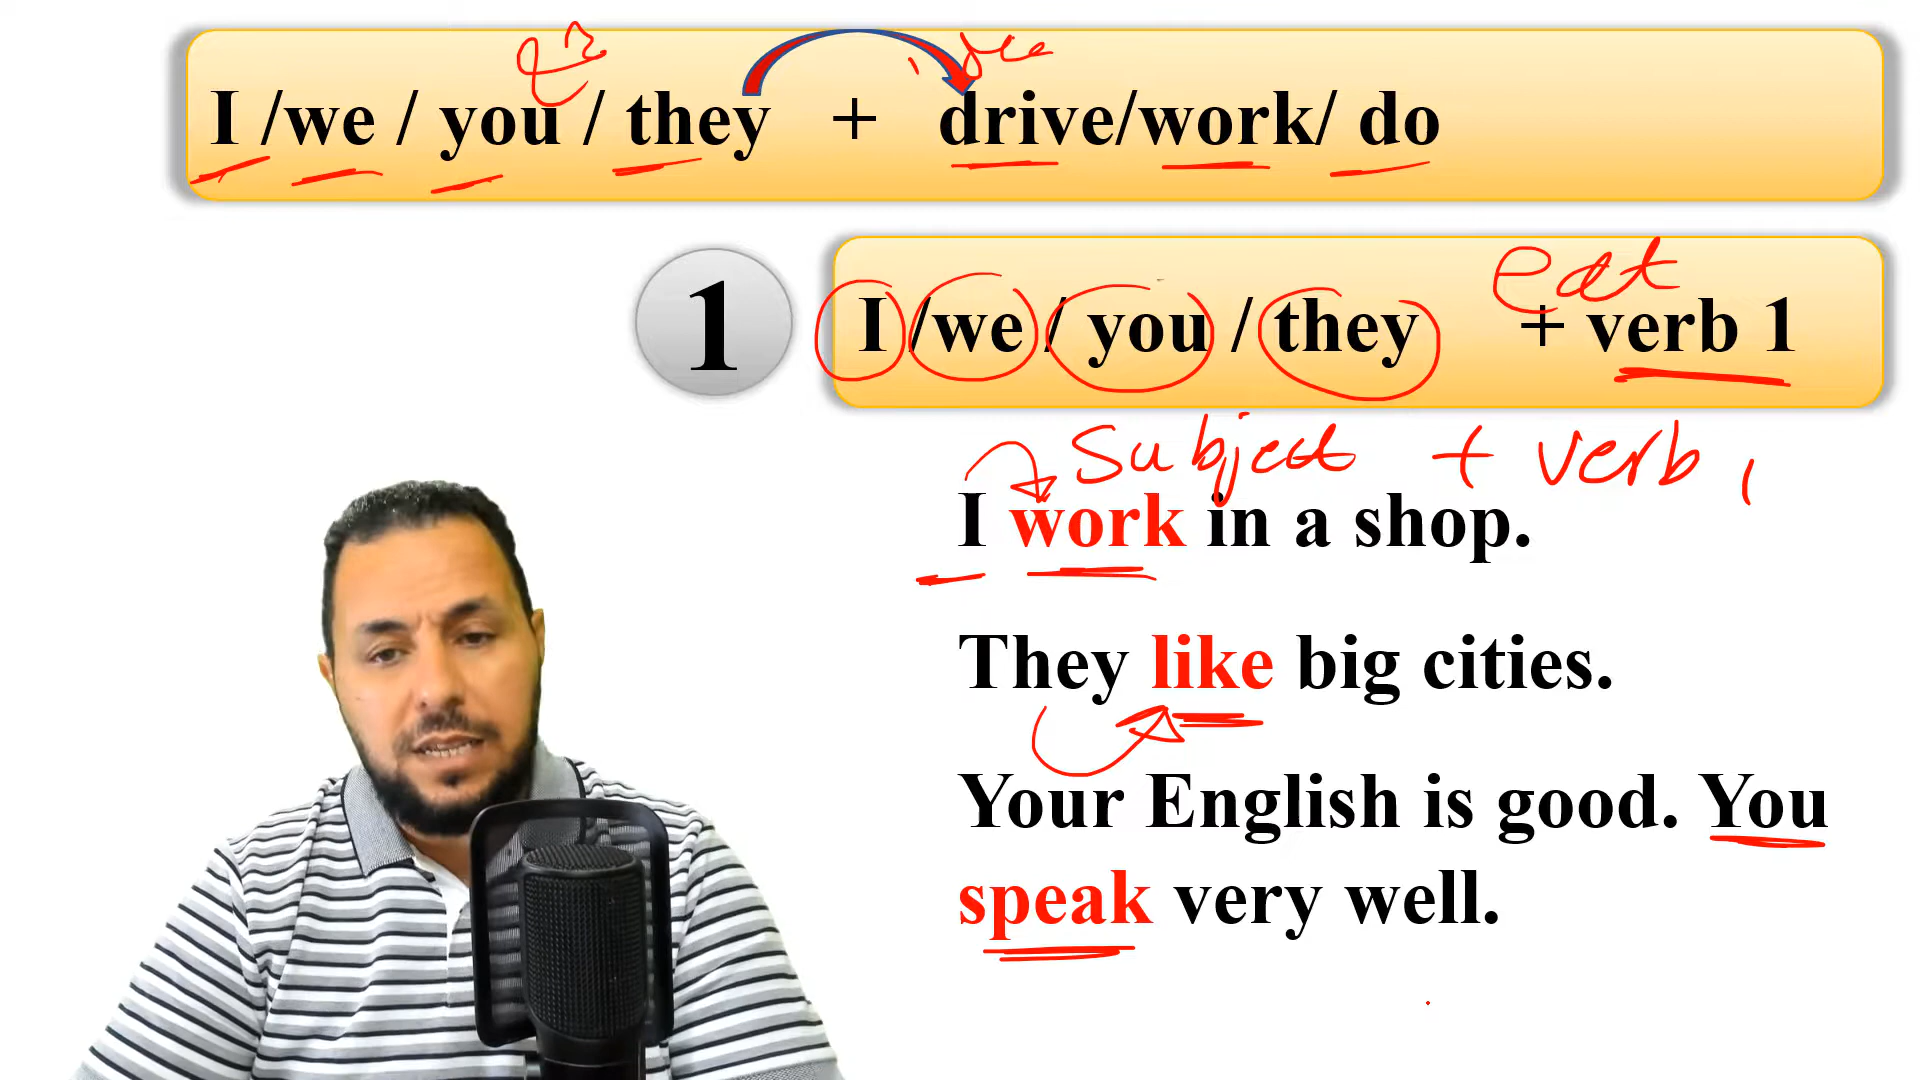 I /we / you / they + drive/work/ do
1
I /we / you / they + verb 1
eat
subject + verb 1
I work in a shop.
They like big cities.
Your English is good. You
speak very well.